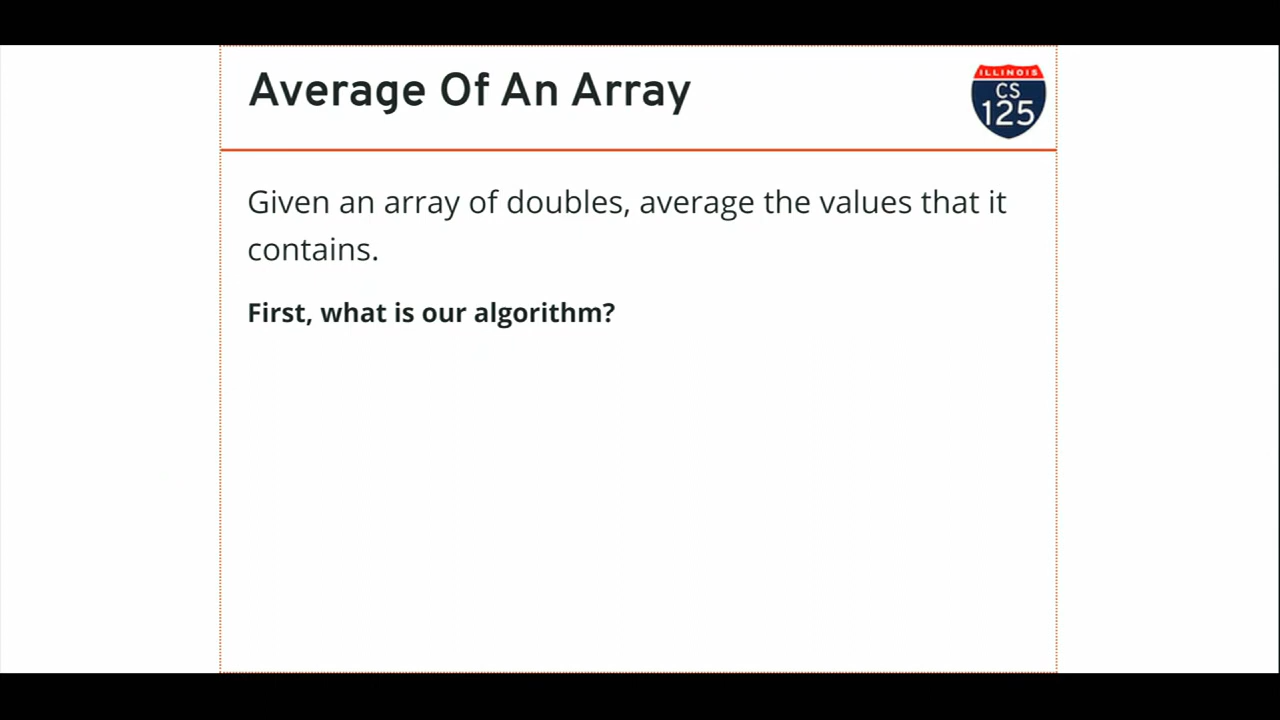 Average Of An Array
ILLINOIS
CS
125
Given an array of doubles, average the values that it
contains.
First, what is our algorithm?